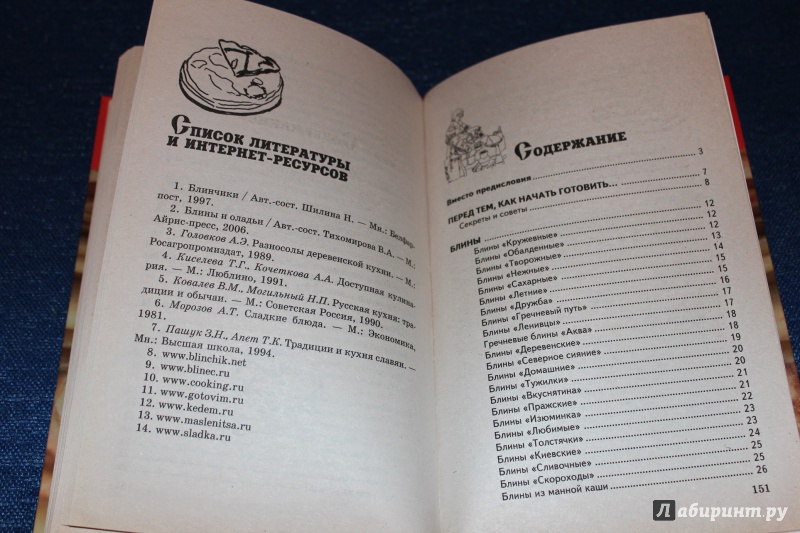 Список литературы
и интернет-ресурсов
1. Блинчики / Авт.-сост. Шилина Н. — Мн.: Белфар-
пост, 1997.
2. Блины и оладьи / Авт.-сост. Тихомирова В.А. — М.:
Айрис-пресс, 2006.
3. Головков А.Э. Разносолы деревенской кухни. — М.:
Росагропромиздат, 1989.
4. Киселева Т.Г., Кочеткова А.А. Доступная кулина-
рия. — М.: Люблино, 1991.
5. Ковалев В.М., Могильный Н.П. Русская кухня: тра-
диции и обычаи. — М.: Советская Россия, 1990.
6. Морозов А.Т. Сладкие блюда. — М.: Экономика,
1981.
7. Пашук З.Н., Апет Т.К. Традиции и кухня славян. —
Мн.: Высшая школа, 1994.
8. www.blinchik.net
9. www.blinec.ru
10. www.cooking.ru
11. www.gotovim.ru
12. www.kedem.ru
13. www.maslenitsa.ru
14. www.sladka.ru
Содержание
Вместо предисловия 3
ПЕРЕД ТЕМ, КАК НАЧАТЬ ГОТОВИТЬ... 7
Секреты и советы 8
БЛИНЫ 12
Блины «Кружевные» 12
Блины «Обалденные» 12
Блины «Творожные» 13
Блины «Нежные» 14
Блины «Сахарные» 15
Блины «Летние» 15
Блины «Дружба» 16
Блины «Гречневый путь» 17
Блины «Ленивцы» 17
Гречневые блины «Аква» 18
Блины «Деревенские» 18
Блины «Северное сияние» 19
Блины «Домашние» 20
Блины «Тужилки» 20
Блины «Вкуснятина» 21
Блины «Пражские» 21
Блины «Изюминка» 22
Блины «Любимые» 23
Блины «Толстячки» 23
Блины «Киевские» 24
Блины «Сливочные» 25
Блины «Скороходы» 25
Блины из манной каши 26
151
Лабиринт.ру